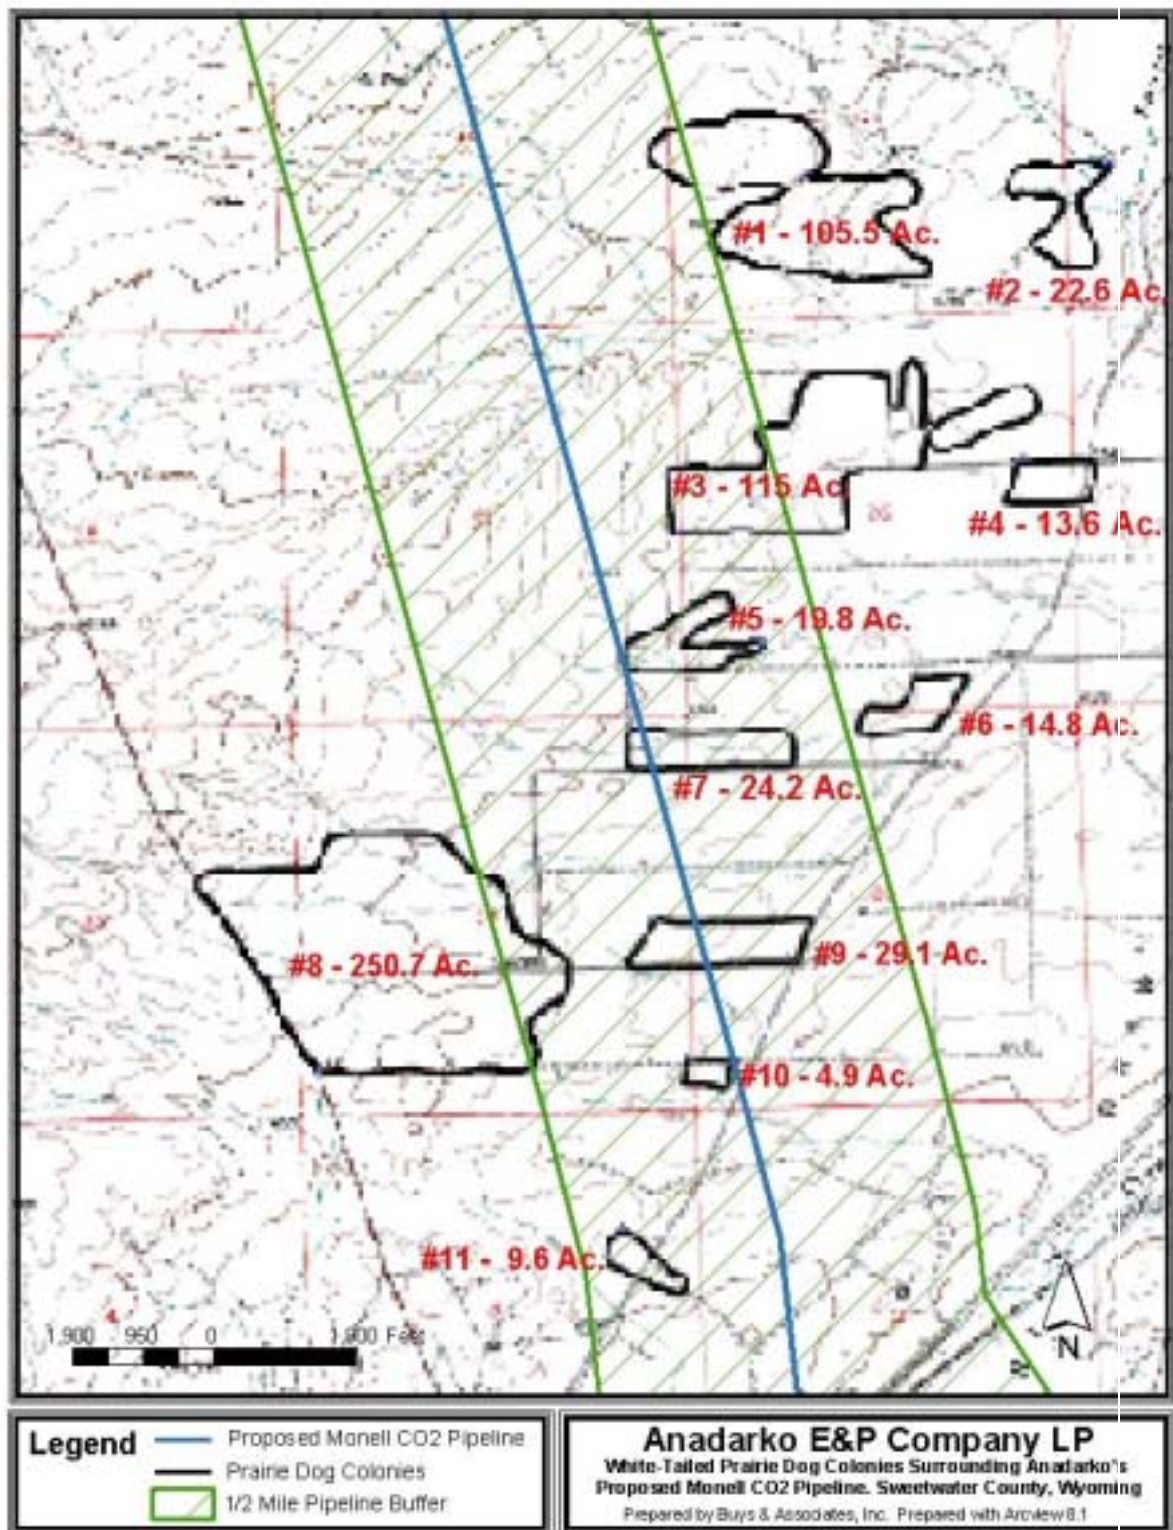 #1 - 105.5 Ac.
#2 - 22.6 Ac.
#3 - 115 Ac.
26
#4 - 13.6 Ac.
#5 - 19.8 Ac.
#6 - 14.8 Ac.
#7 - 24.2 Ac.
#8 - 250.7 Ac.
#9 - 29.1 Ac.
#10 - 4.9 Ac.
#11 - 9.6 Ac.
4
1,900 950 0 1,900 Feet
N
Legend
Proposed Monell CO2 Pipeline
Prairie Dog Colonies
1/2 Mile Pipeline Buffer
Anadarko E&P Company LP
White-Tailed Prairie Dog Colonies Surrounding Anadarko's
Proposed Monell CO2 Pipeline. Sweetwater County, Wyoming
Prepared by Buys & Associates, Inc. Prepared with Arcview 8.1